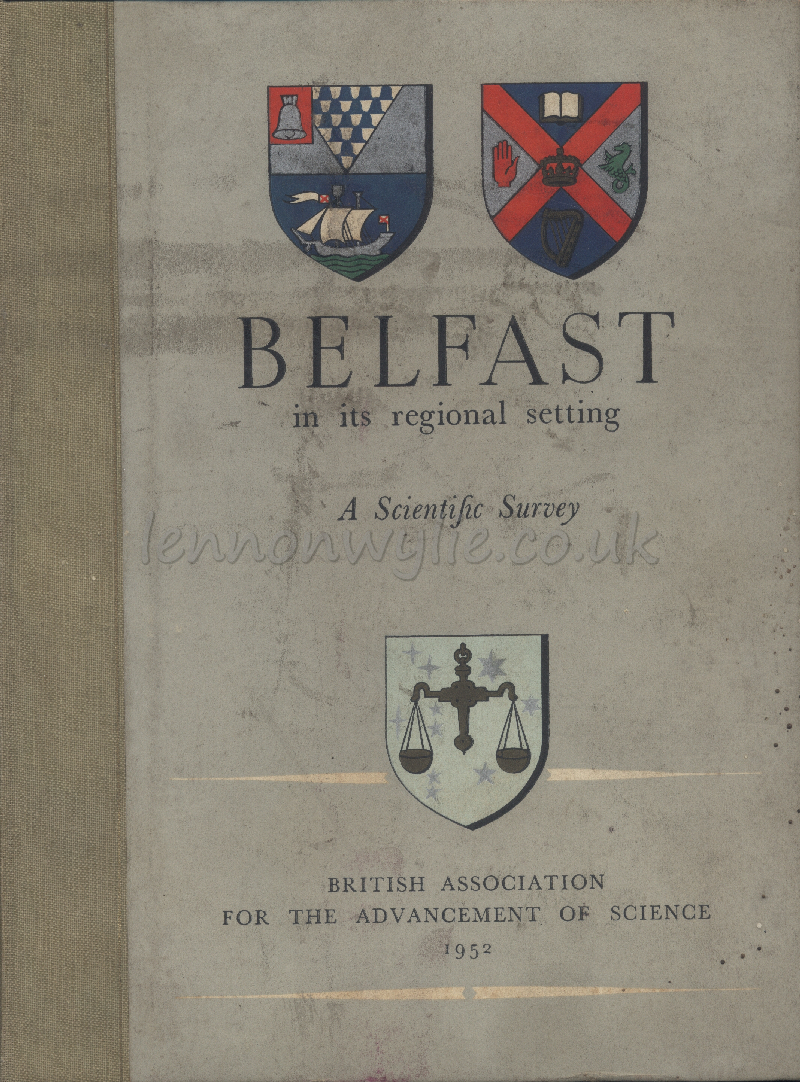 BELFAST
in its regional setting
A Scientific Survey
lennonwylie.co.uk
BRITISH ASSOCIATION
FOR THE ADVANCEMENT OF SCIENCE
1952